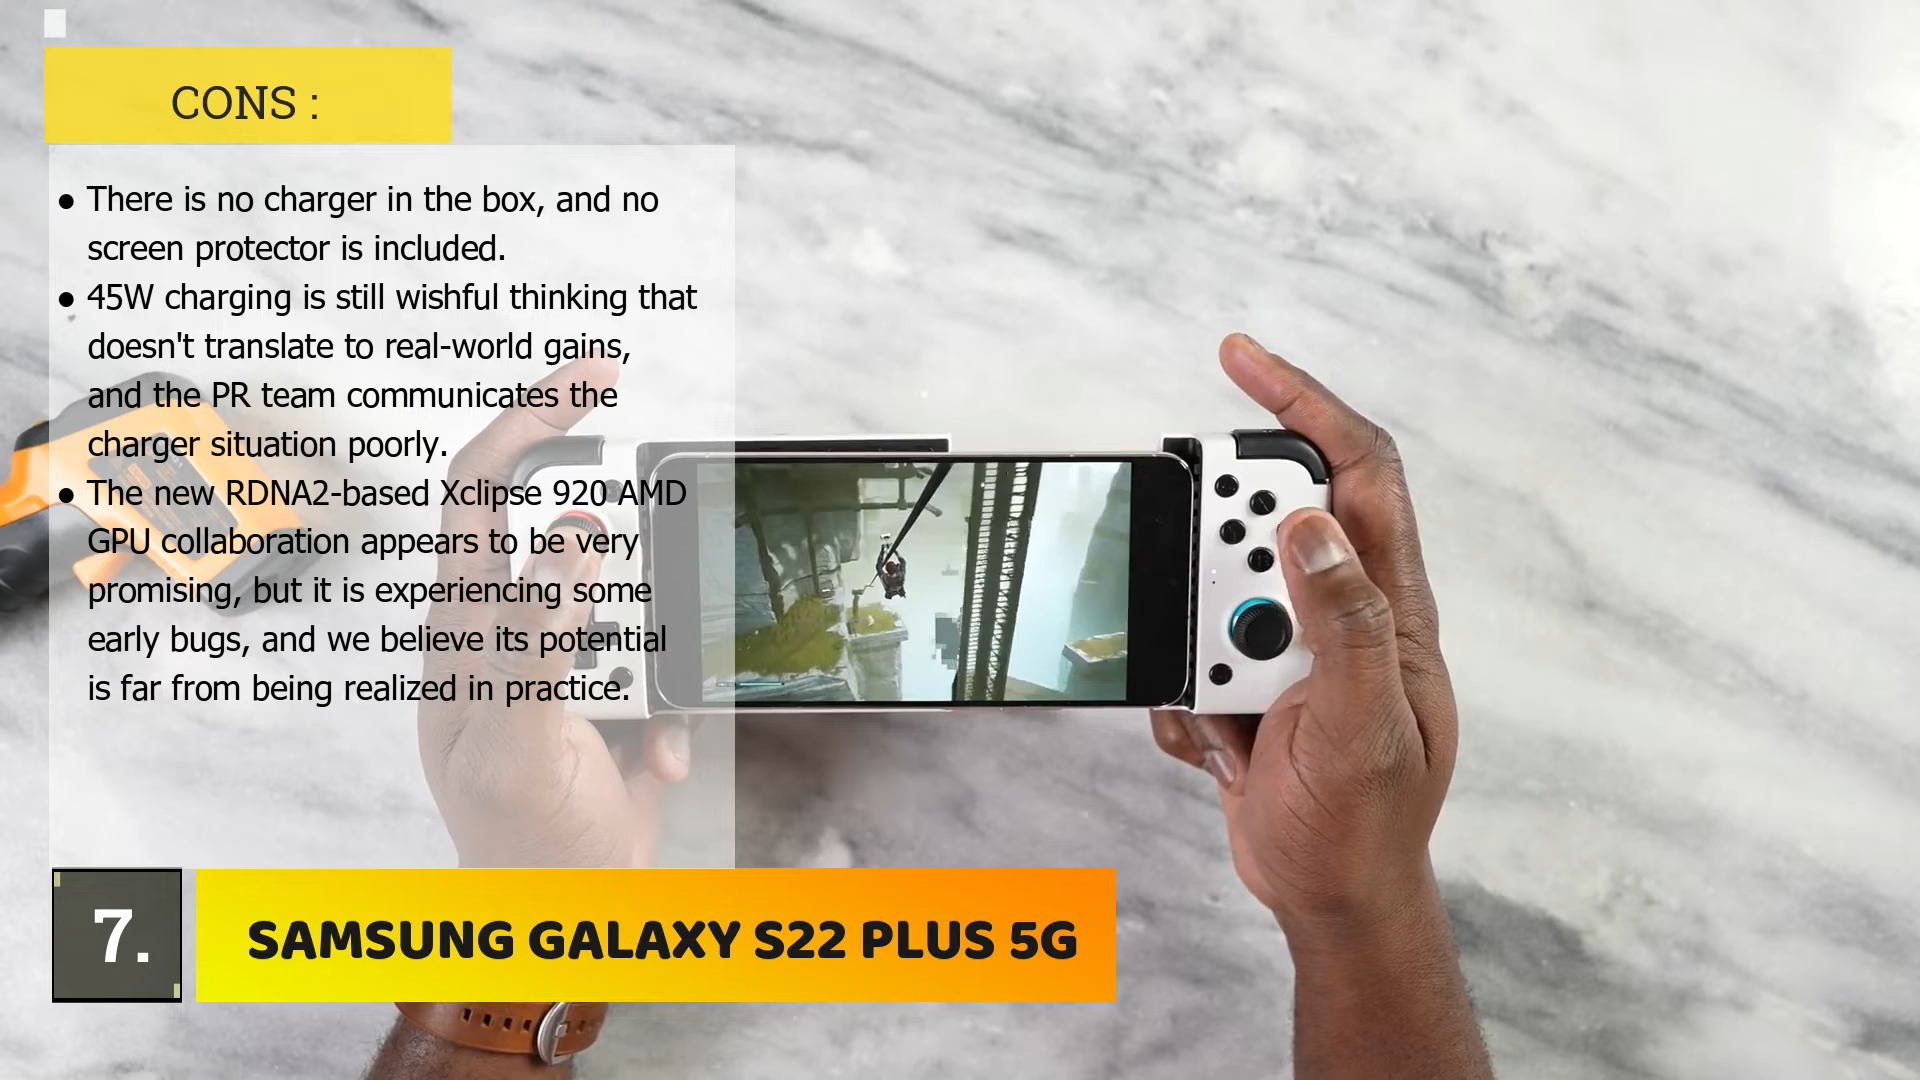 CONS :
● There is no charger in the box, and no
screen protector is included.
● 45W charging is still wishful thinking that
doesn't translate to real-world gains,
and the PR team communicates the
charger situation poorly.
● The new RDNA2-based Xclipse 920 AMD
GPU collaboration appears to be very
promising, but it is experiencing some
early bugs, and we believe its potential
is far from being realized in practice.
7.
SAMSUNG GALAXY S22 PLUS 5G